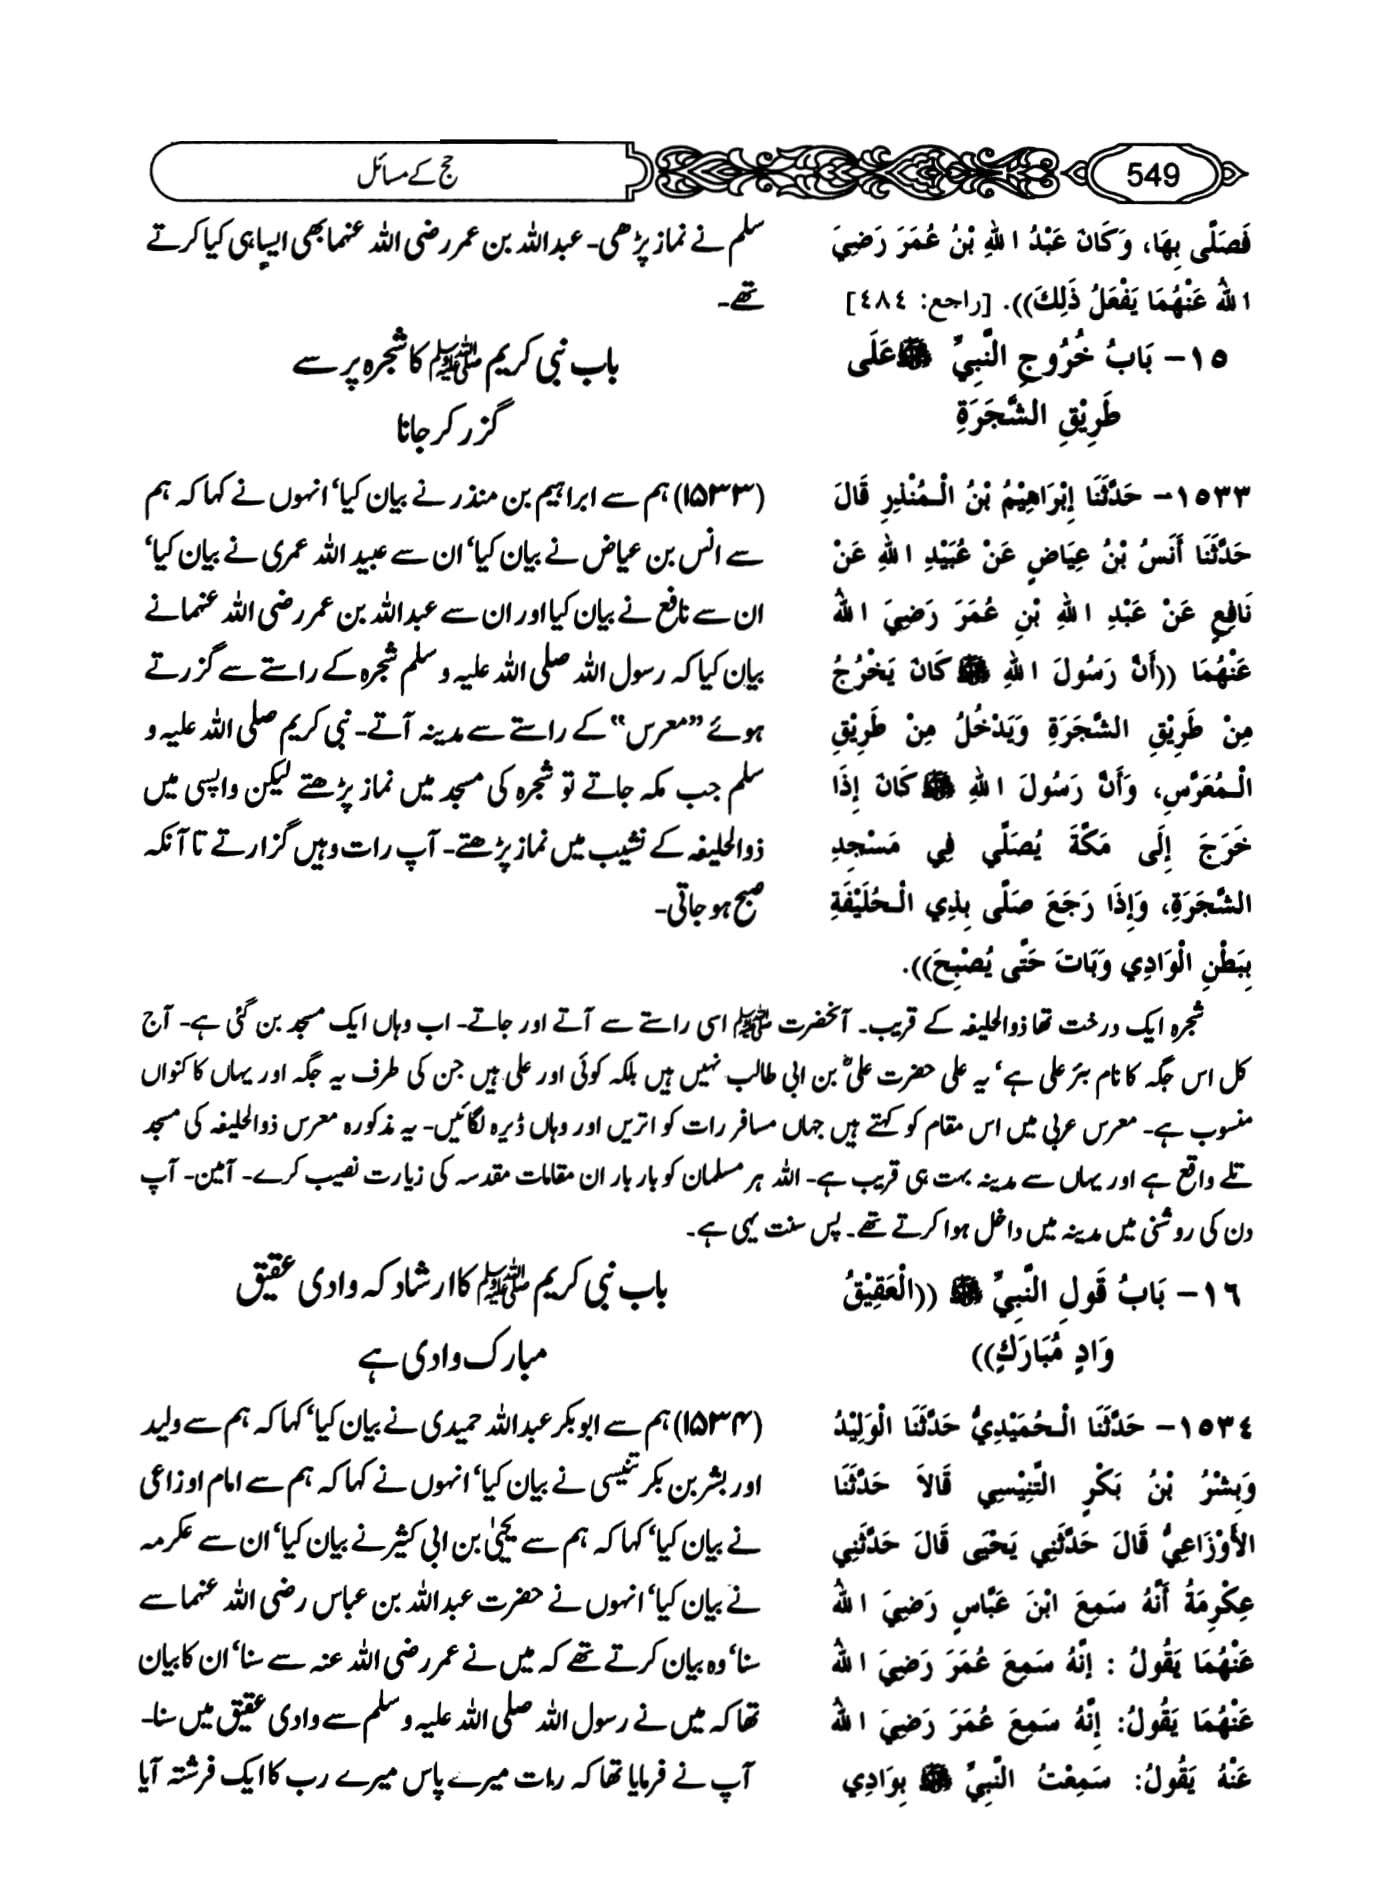 549
حج کے مسائل
فَصَلَّى بِهَا، وَكَانَ عَبْدُ اللهِ بْنُ عُمَرَ رَضِيَ
اللهُ عَنْهُمَا يَفْعَلُ ذَلِكَ)). [راجع: ٤٨٤]
١٥- بَابُ خُرُوجِ النَّبِيِّ ﷺ عَلَى
طَرِيْقِ الشَّجَرَةِ
١٥٣٣- حَدَّثَنَا إِبْرَاهِيْمُ بْنُ الْمُنْذِرِ قَالَ
حَدَّثَنَا أَنَسُ بْنُ عِيَاضٍ عَنْ عُبَيْدِ اللهِ عَنْ
نَافِعٍ عَنْ عَبْدِ اللهِ بْنِ عُمَرَ رَضِيَ اللهُ
عَنْهُمَا ((أَنَّ رَسُولَ اللهِ ﷺ كَانَ يَخْرُجُ
مِنْ طَرِيْقِ الشَّجَرَةِ وَيَدْخُلُ مِنْ طَرِيْقِ
الْمُعَرَّسِ، وَأَنَّ رَسُولَ اللهِ ﷺ كَانَ إِذَا
خَرَجَ إِلَى مَكَّةَ يُصَلِّي فِي مَسْجِدِ
الشَّجَرَةِ، وَإِذَا رَجَعَ صَلَّى بِذِي الْحُلَيْفَةِ
بِبَطْنِ الْوَادِي وَبَاتَ حَتَّى يُصْبِحَ)).
سلم نے نماز پڑھی۔ عبداللہ بن عمر رضی اللہ عنہما بھی ایسا ہی کیا کرتے
تھے۔
باب نبی کریم ﷺ کا شجرہ پر سے
گزر کر جانا
(۱۵۳۳) ہم سے ابراہیم بن منذر نے بیان کیا‘ انہوں نے کہا کہ ہم
سے انس بن عیاض نے بیان کیا‘ ان سے عبید اللہ عمری نے بیان کیا‘
ان سے نافع نے بیان کیا اور ان سے عبداللہ بن عمر رضی اللہ عنہما نے
بیان کیا کہ رسول اللہ صلی اللہ علیہ و سلم شجرہ کے راستے سے گزرتے
ہوئے ”معرس“ کے راستے سے مدینہ آتے۔ نبی کریم صلی اللہ علیہ و
سلم جب مکہ جاتے تو شجرہ کی مسجد میں نماز پڑھتے لیکن واپسی میں
ذوالحلیفہ کے نشیب میں نماز پڑھتے۔ آپ رات وہیں گزارتے تا آنکہ
صبح ہو جاتی۔
شجرہ ایک درخت تھا ذوالحلیفہ کے قریب۔ آنحضرت ﷺ اسی راستے سے آتے اور جاتے۔ اب وہاں ایک مسجد بن گئی ہے۔ آج
کل اس جگہ کا نام بئر علی ہے‘ یہ علی حضرت علیؓ بن ابی طالب نہیں ہیں بلکہ کوئی اور علی ہیں جن کی طرف یہ جگہ اور یہاں کا کنواں
منسوب ہے۔ معرس عربی میں اس مقام کو کہتے ہیں جہاں مسافر رات کو اتریں اور وہاں ڈیرہ لگائیں۔ یہ مذکورہ معرس ذوالحلیفہ کی مسجد
تلے واقع ہے اور یہاں سے مدینہ بہت ہی قریب ہے۔ اللہ ہر مسلمان کو بار بار ان مقامات مقدسہ کی زیارت نصیب کرے۔ آمین۔ آپ
دن کی روشنی میں مدینہ میں داخل ہوا کرتے تھے۔ پس سنت یہی ہے۔
١٦- بَابُ قَولِ النَّبِيِّ ﷺ ((الْعَقِيْقُ
وَادٍ مُبَارَكٍ))
١٥٣٤- حَدَّثَنَا الْحُمَيْدِيُّ حَدَّثَنَا الْوَلِيْدُ
وَبِشْرُ بْنُ بَكْرٍ التَّنِيْسِي قَالاَ حَدَّثَنَا
الأَوْزَاعِيُّ قَالَ حَدَّثَنِي يَحْيَى قَالَ حَدَّثَنِي
عِكْرِمَةُ أَنَّهُ سَمِعَ ابْنَ عَبَّاسٍ رَضِيَ اللهُ
عَنْهُمَا يَقُولُ : إِنَّهُ سَمِعَ عُمَرَ رَضِيَ اللهُ
عَنْهُمَا يَقُولُ: إِنَّهُ سَمِعَ عُمَرَ رَضِيَ اللهُ
عَنْهُ يَقُولُ: سَمِعْتُ النَّبِيِّ ﷺ بِوَادِي
باب نبی کریم ﷺ کا ارشاد کہ وادی عقیق
مبارک وادی ہے
(۱۵۳۴) ہم سے ابوبکر عبداللہ حمیدی نے بیان کیا‘ کہا کہ ہم سے ولید
اور بشر بن بکر تنیسی نے بیان کیا‘ انہوں نے کہا کہ ہم سے امام اوزاعی
نے بیان کیا‘ کہا کہ ہم سے یحییٰ بن ابی کثیر نے بیان کیا‘ ان سے عکرمہ
نے بیان کیا‘ انہوں نے حضرت عبداللہ بن عباس رضی اللہ عنہما سے
سنا‘ وہ بیان کرتے تھے کہ میں نے عمر رضی اللہ عنہ سے سنا‘ ان کا بیان
تھا کہ میں نے رسول اللہ صلی اللہ علیہ و سلم سے وادی عقیق میں سنا۔
آپ نے فرمایا تھا کہ رات میرے پاس میرے رب کا ایک فرشتہ آیا